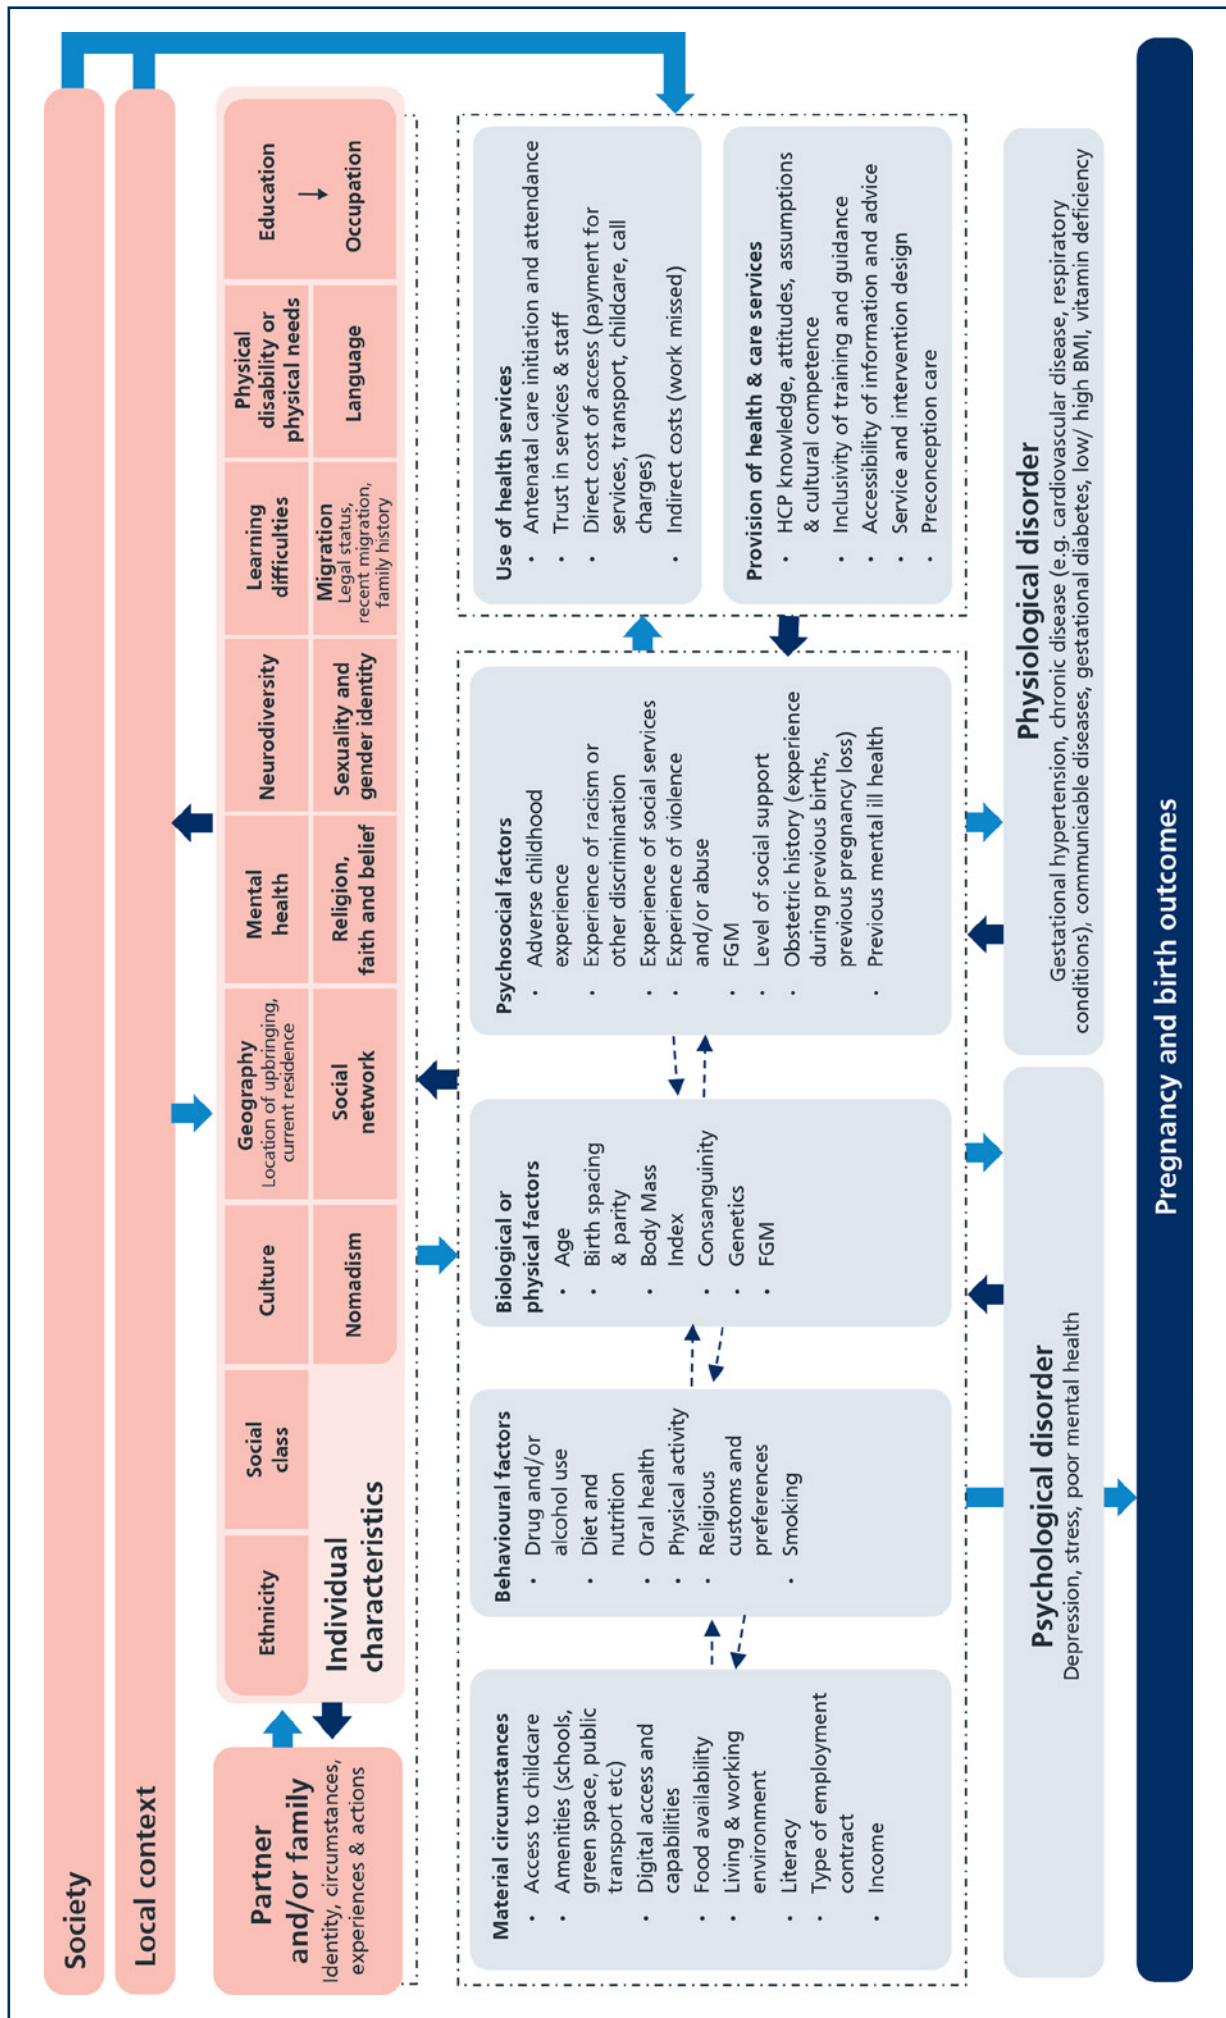 Society
Local context
Partner
and/or family
Identity, circumstances,
experiences & actions
Individual
characteristics
Ethnicity
Social
class
Culture
Geography
Location of upbringing,
current residence
Mental
health
Neurodiversity
Learning
difficulties
Physical
disability or
physical needs
Education
Occupation
Nomadism
Social
network
Religion,
faith and belief
Sexuality and
gender identity
Migration
Legal status,
recent migration,
family history
Language
Material circumstances
• Access to childcare
• Amenities (schools,
green space, public
transport etc)
• Digital access and
capabilities
• Food availability
• Living & working
environment
• Literacy
• Type of employment
contract
• Income
Behavioural factors
• Drug and/or
alcohol use
• Diet and
nutrition
• Oral health
• Physical activity
• Religious
customs and
preferences
• Smoking
Biological or
physical factors
• Age
• Birth spacing
& parity
• Body Mass
Index
• Consanguinity
• Genetics
• FGM
Psychosocial factors
• Adverse childhood
experience
• Experience of racism or
other discrimination
• Experience of social services
• Experience of violence
and/or abuse
• FGM
• Level of social support
• Obstetric history (experience
during previous births,
previous pregnancy loss)
• Previous mental ill health
Use of health services
• Antenatal care initiation and attendance
• Trust in services & staff
• Direct cost of access (payment for
services, transport, childcare, call
charges)
• Indirect costs (work missed)
Provision of health & care services
• HCP knowledge, attitudes, assumptions
& cultural competence
• Inclusivity of training and guidance
• Accessibility of information and advice
• Service and intervention design
• Preconception care
Psychological disorder
Depression, stress, poor mental health
Physiological disorder
Gestational hypertension, chronic disease (e.g. cardiovascular disease, respiratory
conditions), communicable diseases, gestational diabetes, low/ high BMI, vitamin deficiency
Pregnancy and birth outcomes